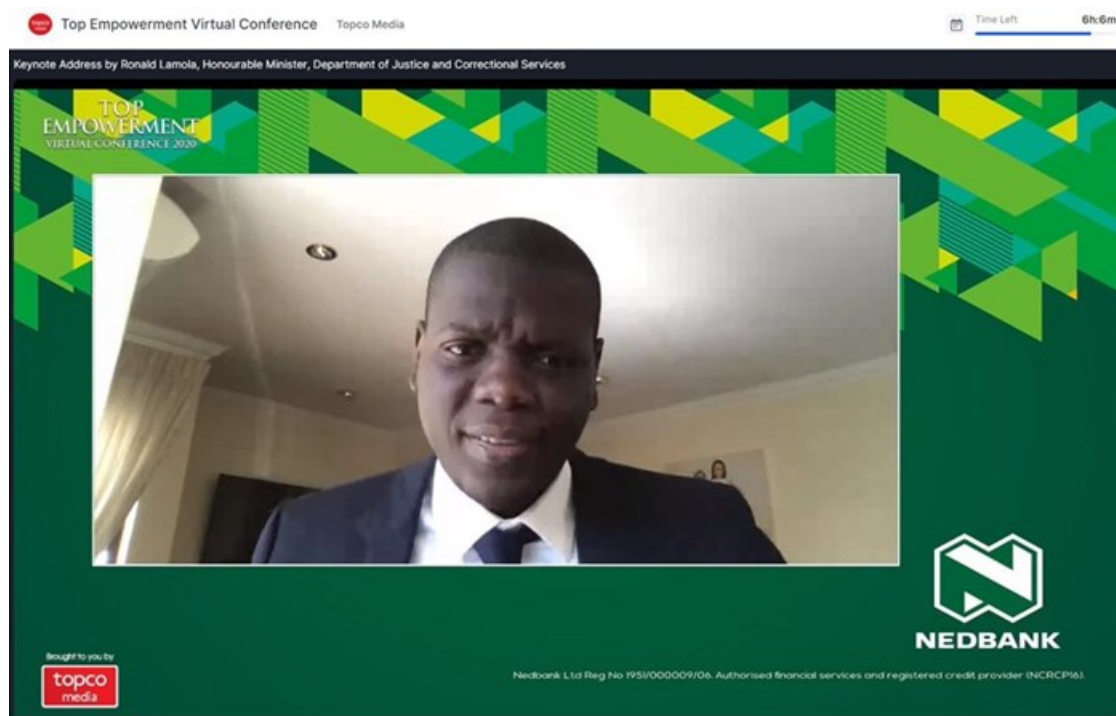 topco
media
Top Empowerment Virtual Conference
Topco Media
Time Left
6h:6m
Keynote Address by Ronald Lamola, Honourable Minister, Department of Justice and Correctional Services
TOP
EMPOWERMENT
VIRTUAL CONFERENCE 2020
NEDBANK
Brought to you by
topco
media
Nedbank Ltd Reg No 1951/000009/06. Authorised financial services and registered credit provider (NCRCP16).